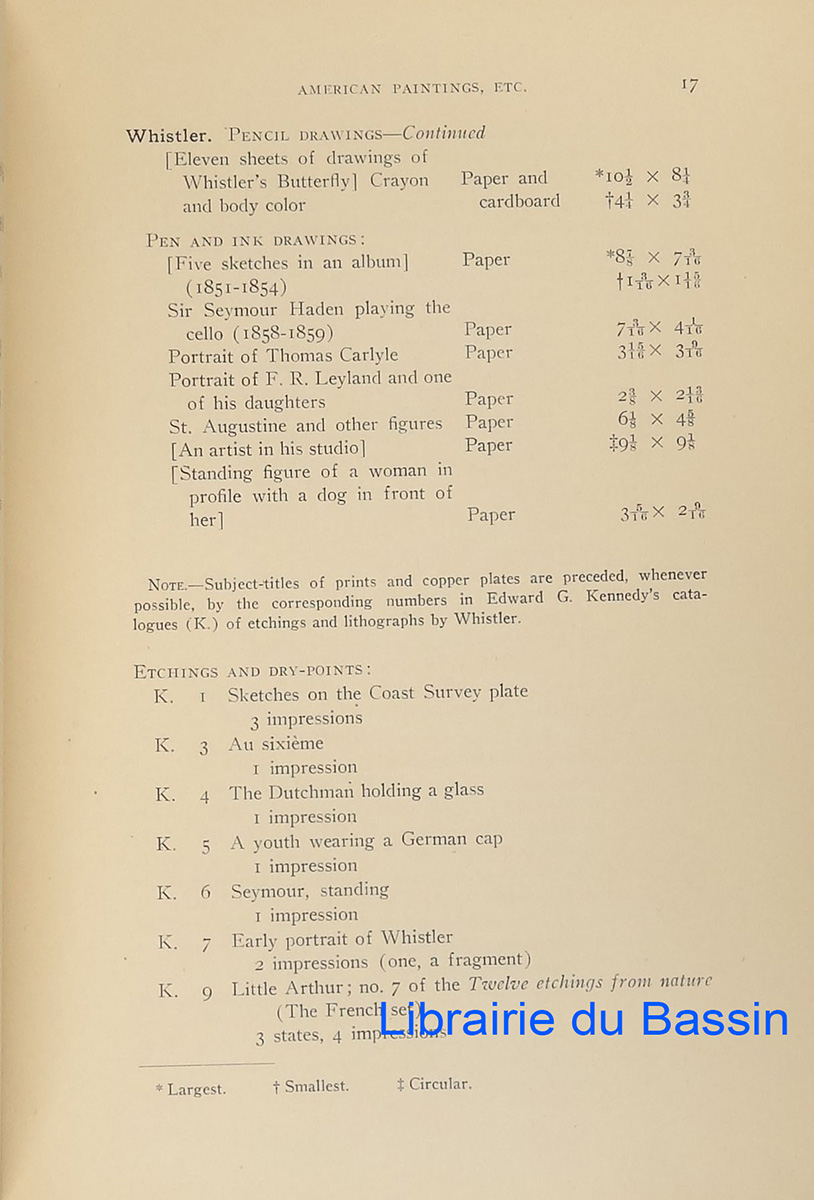 AMERICAN PAINTINGS, ETC. 17
Whistler. PENCIL DRAWINGS—Continued
[Eleven sheets of drawings of
Whistler's Butterfly] Crayon Paper and *10½ × 8¼
and body color cardboard †4¼ × 3¾
PEN AND INK DRAWINGS:
[Five sketches in an album] Paper *8⅞ × 7 3/16
(1851-1854) †1 3/16 × 1 15/16
Sir Seymour Haden playing the
cello (1858-1859) Paper 7 3/16 × 4 1/16
Portrait of Thomas Carlyle Paper 3 15/16 × 3 9/16
Portrait of F. R. Leyland and one
of his daughters Paper 2⅜ × 2 13/16
St. Augustine and other figures Paper 6⅛ × 4⅝
[An artist in his studio] Paper ‡9⅛ × 9⅛
[Standing figure of a woman in
profile with a dog in front of
her] Paper 3 5/16 × 2 9/16
NOTE.—Subject-titles of prints and copper plates are preceded, whenever
possible, by the corresponding numbers in Edward G. Kennedy's cata-
logues (K.) of etchings and lithographs by Whistler.
ETCHINGS AND DRY-POINTS:
K. 1 Sketches on the Coast Survey plate
3 impressions
K. 3 Au sixième
1 impression
K. 4 The Dutchman holding a glass
1 impression
K. 5 A youth wearing a German cap
1 impression
K. 6 Seymour, standing
1 impression
K. 7 Early portrait of Whistler
2 impressions (one, a fragment)
K. 9 Little Arthur; no. 7 of the Twelve etchings from nature
(The French set)
Librairie du Bassin
3 states, 4 impressions
* Largest. † Smallest. ‡ Circular.